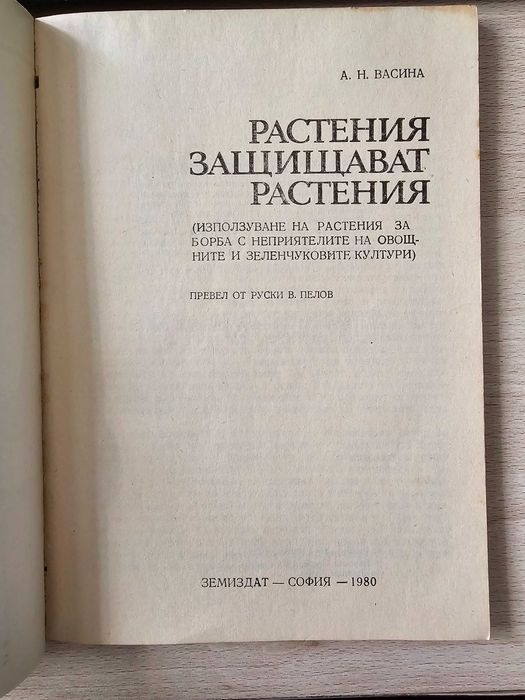 А. Н. ВАСИНА
РАСТЕНИЯ
ЗАЩИЩАВАТ
РАСТЕНИЯ
(ИЗПОЛЗУВАНЕ НА РАСТЕНИЯ ЗА
БОРБА С НЕПРИЯТЕЛИТЕ НА ОВОЩ-
НИТЕ И ЗЕЛЕНЧУКОВИТЕ КУЛТУРИ)
ПРЕВЕЛ ОТ РУСКИ В. ПЕЛОВ
ЗЕМИЗДАТ — СОФИЯ — 1980